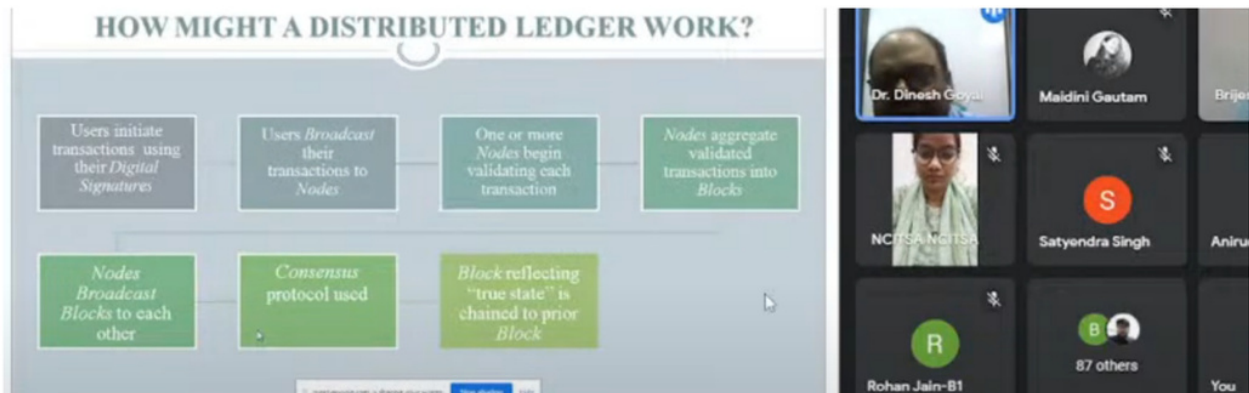 HOW MIGHT A DISTRIBUTED LEDGER WORK?
Users initiate
transactions using
their Digital
Signatures
Users Broadcast
their
transactions to
Nodes
One or more
Nodes begin
validating each
transaction
Nodes aggregate
validated
transactions into
Blocks
Nodes
Broadcast
Blocks to each
other
Consensus
protocol used
Block reflecting
"true state" is
chained to prior
Block
Dr. Dinesh Goyal
Maidini Gautam
NCITSA NCITSA
S
Satyendra Singh
R
Rohan Jain-B1
B
87 others
You